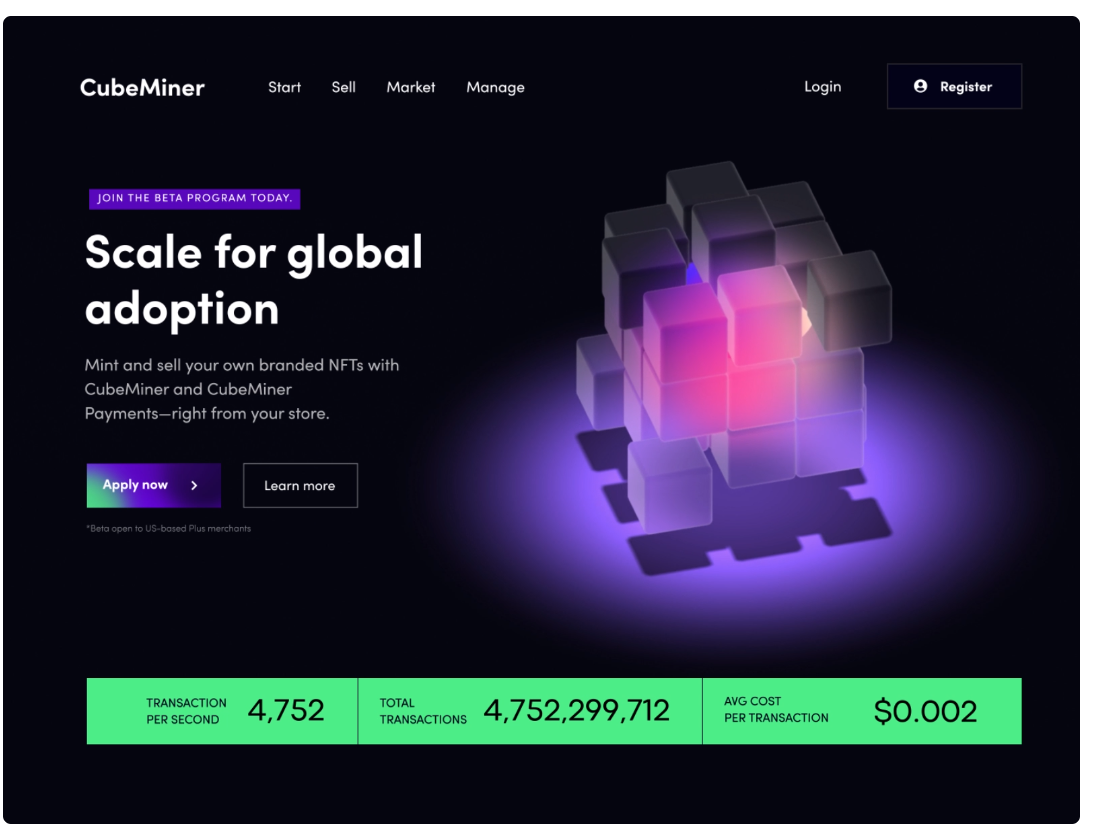 CubeMiner Start Sell Market Manage Login Register
JOIN THE BETA PROGRAM TODAY.
Scale for global
adoption
Mint and sell your own branded NFTs with
CubeMiner and CubeMiner
Payments—right from your store.
Apply now Learn more
*Beta open to US-based Plus merchants
TRANSACTION
PER SECOND
4,752
TOTAL
TRANSACTIONS
4,752,299,712
AVG COST
PER TRANSACTION
$0.002